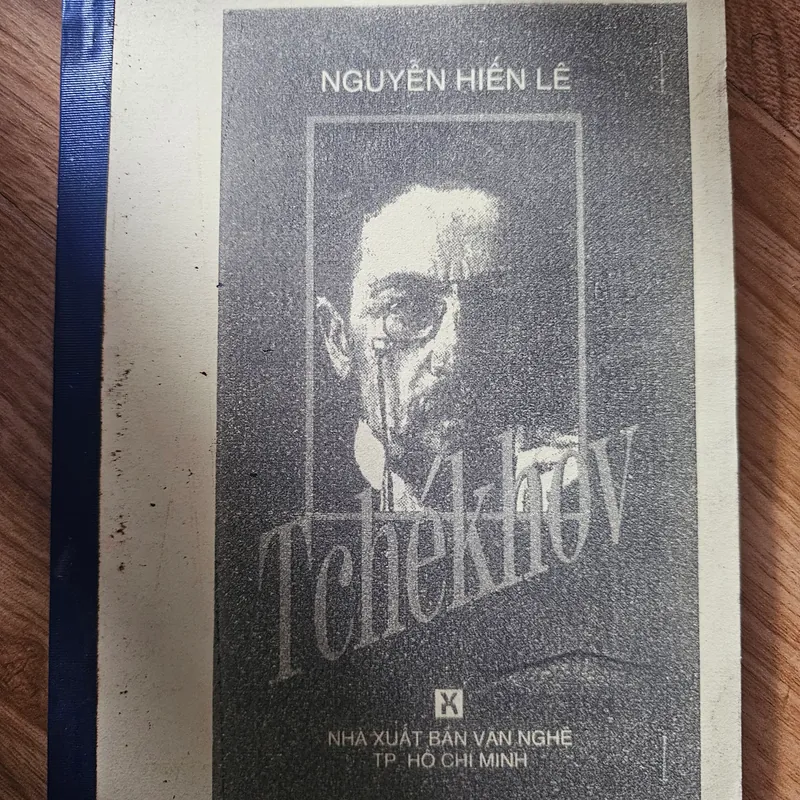 NGUYỄN HIẾN LÊ
Tchékhov
NHÀ XUẤT BẢN VĂN NGHỆ
TP. HỒ CHÍ MINH